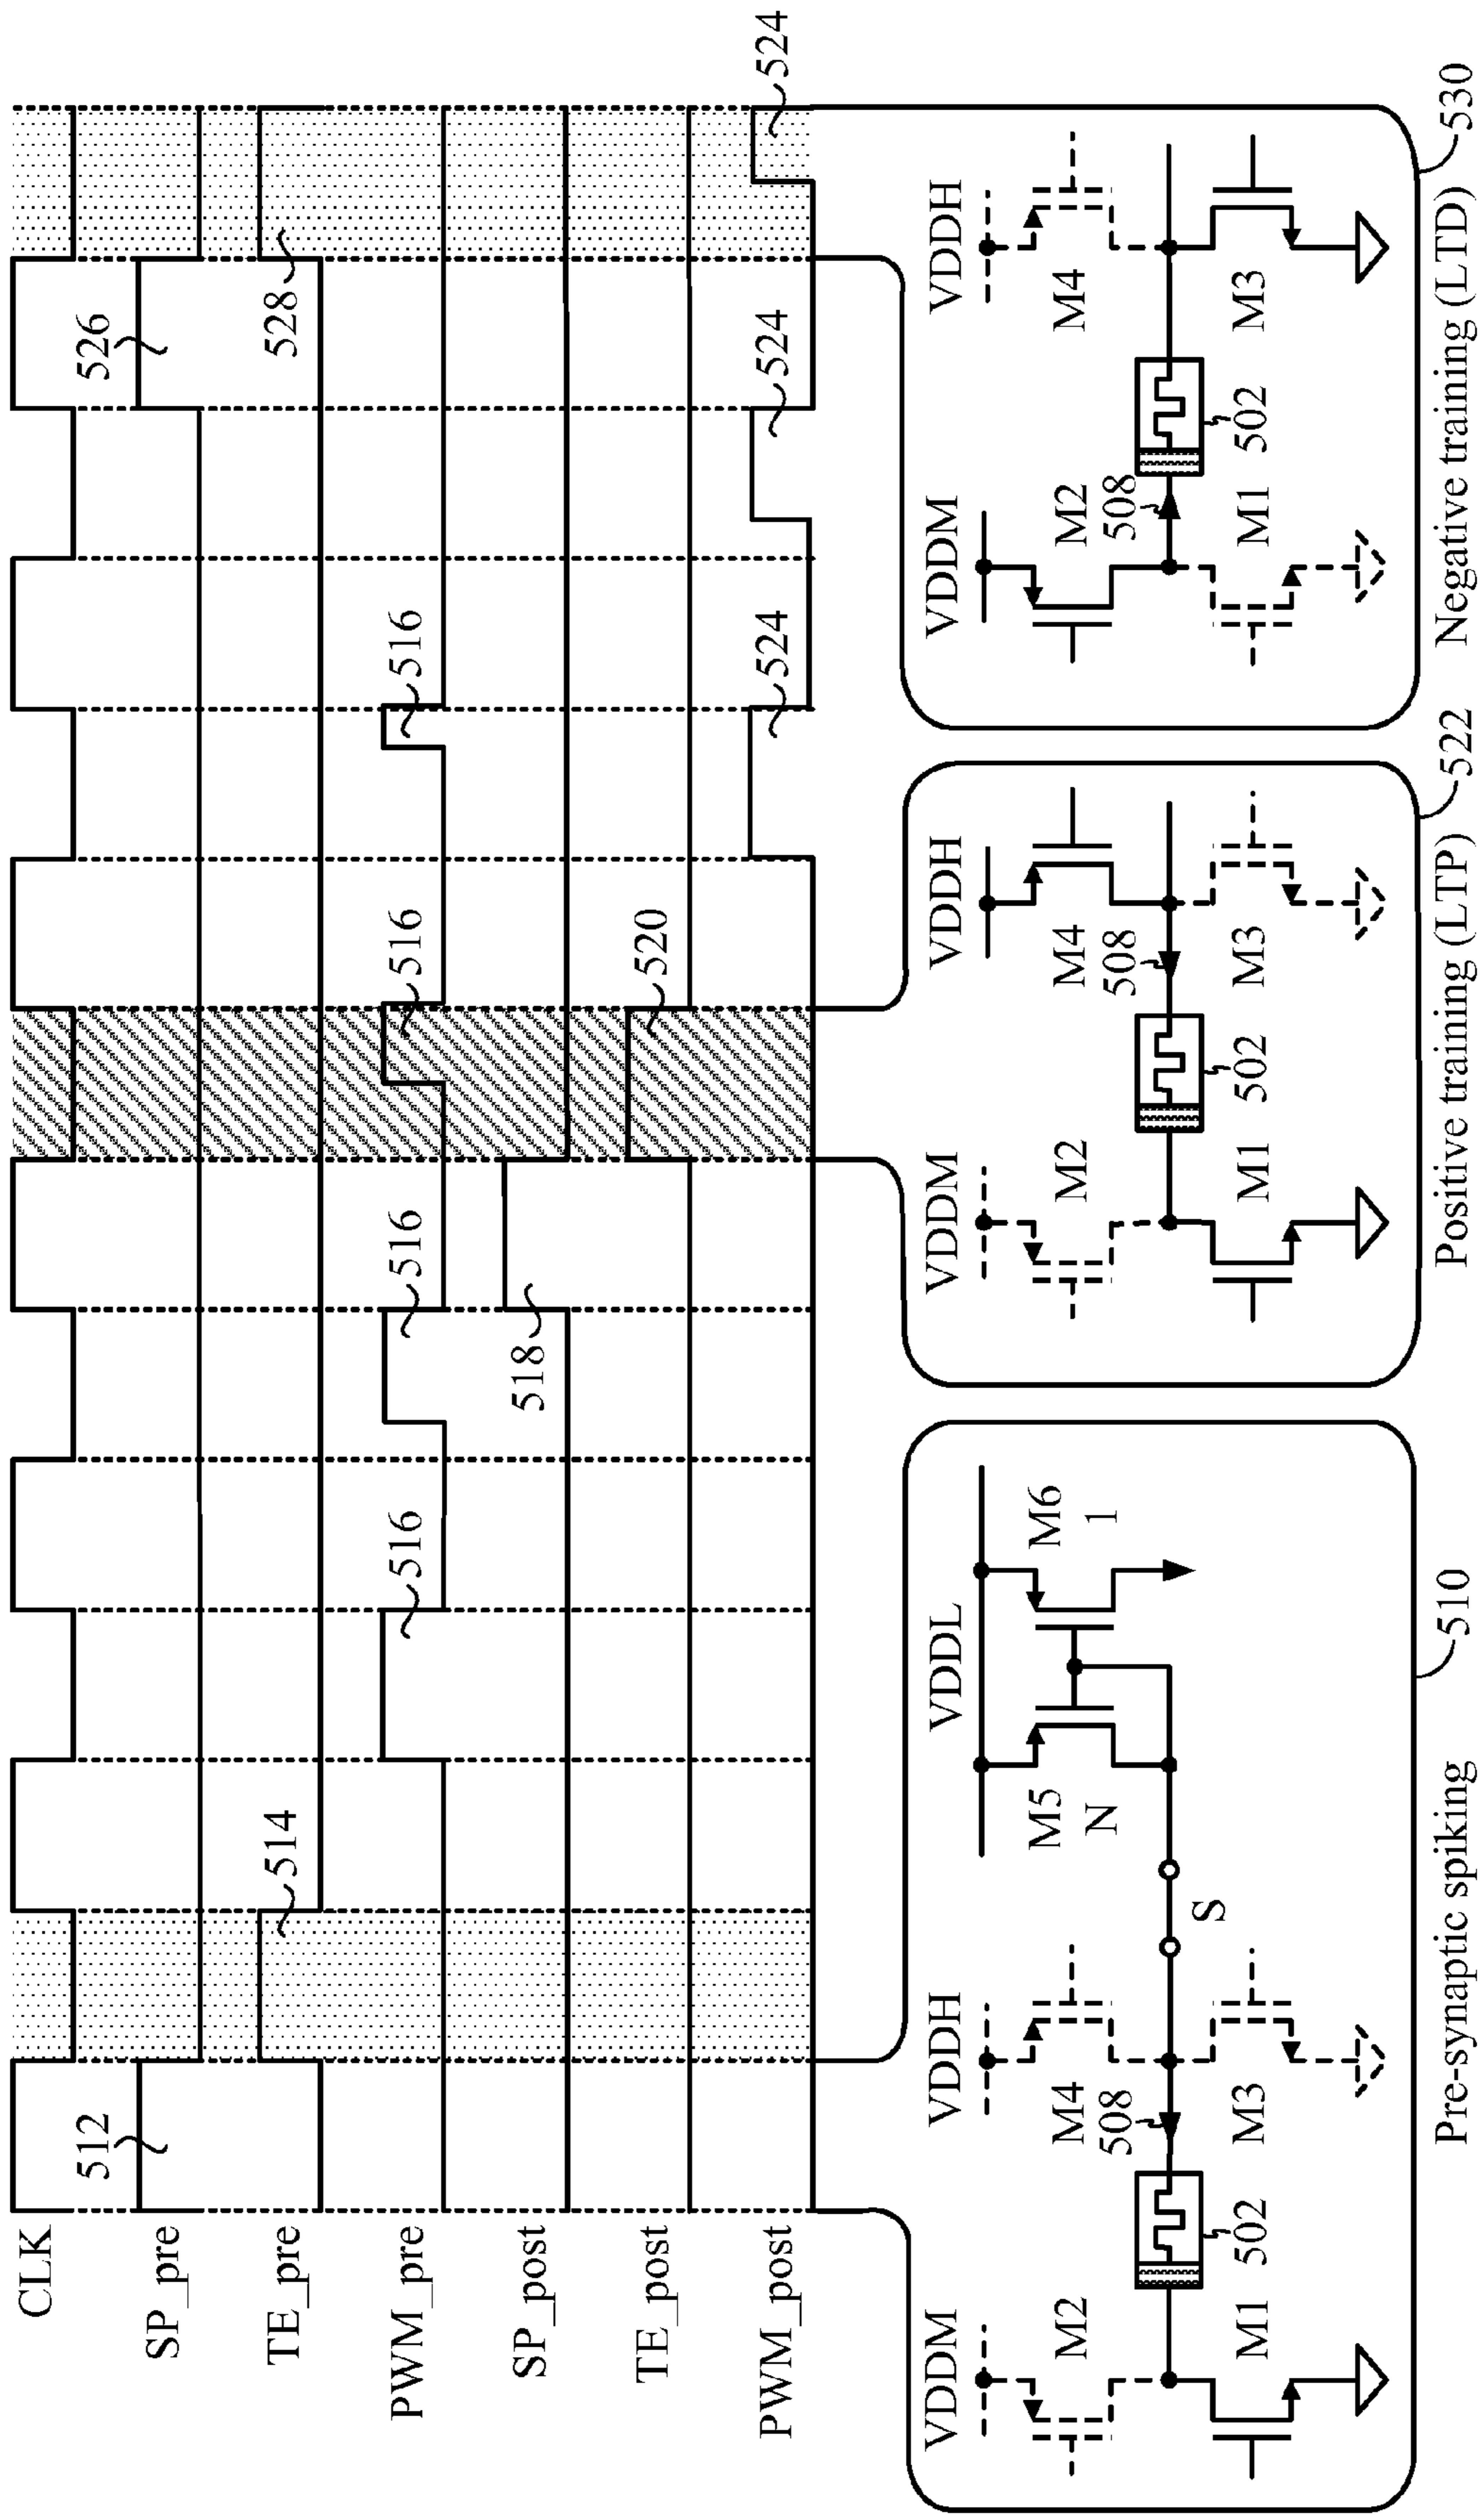 CLK
512
526
SP_pre
514
528
TE_pre
516
516
516
516
PWM_pre
518
SP_post
520
TE_post
524
524
524
PWM_post
VDDM
VDDH
VDDL
M2
M4
508
M5
N
M6
1
S
502
M1
M3
Pre-synaptic spiking
510
VDDM
VDDH
M2
M4
508
502
M1
M3
Positive training (LTP)
522
VDDM
VDDH
M2
508
M4
502
M1
M3
Negative training (LTD)
530